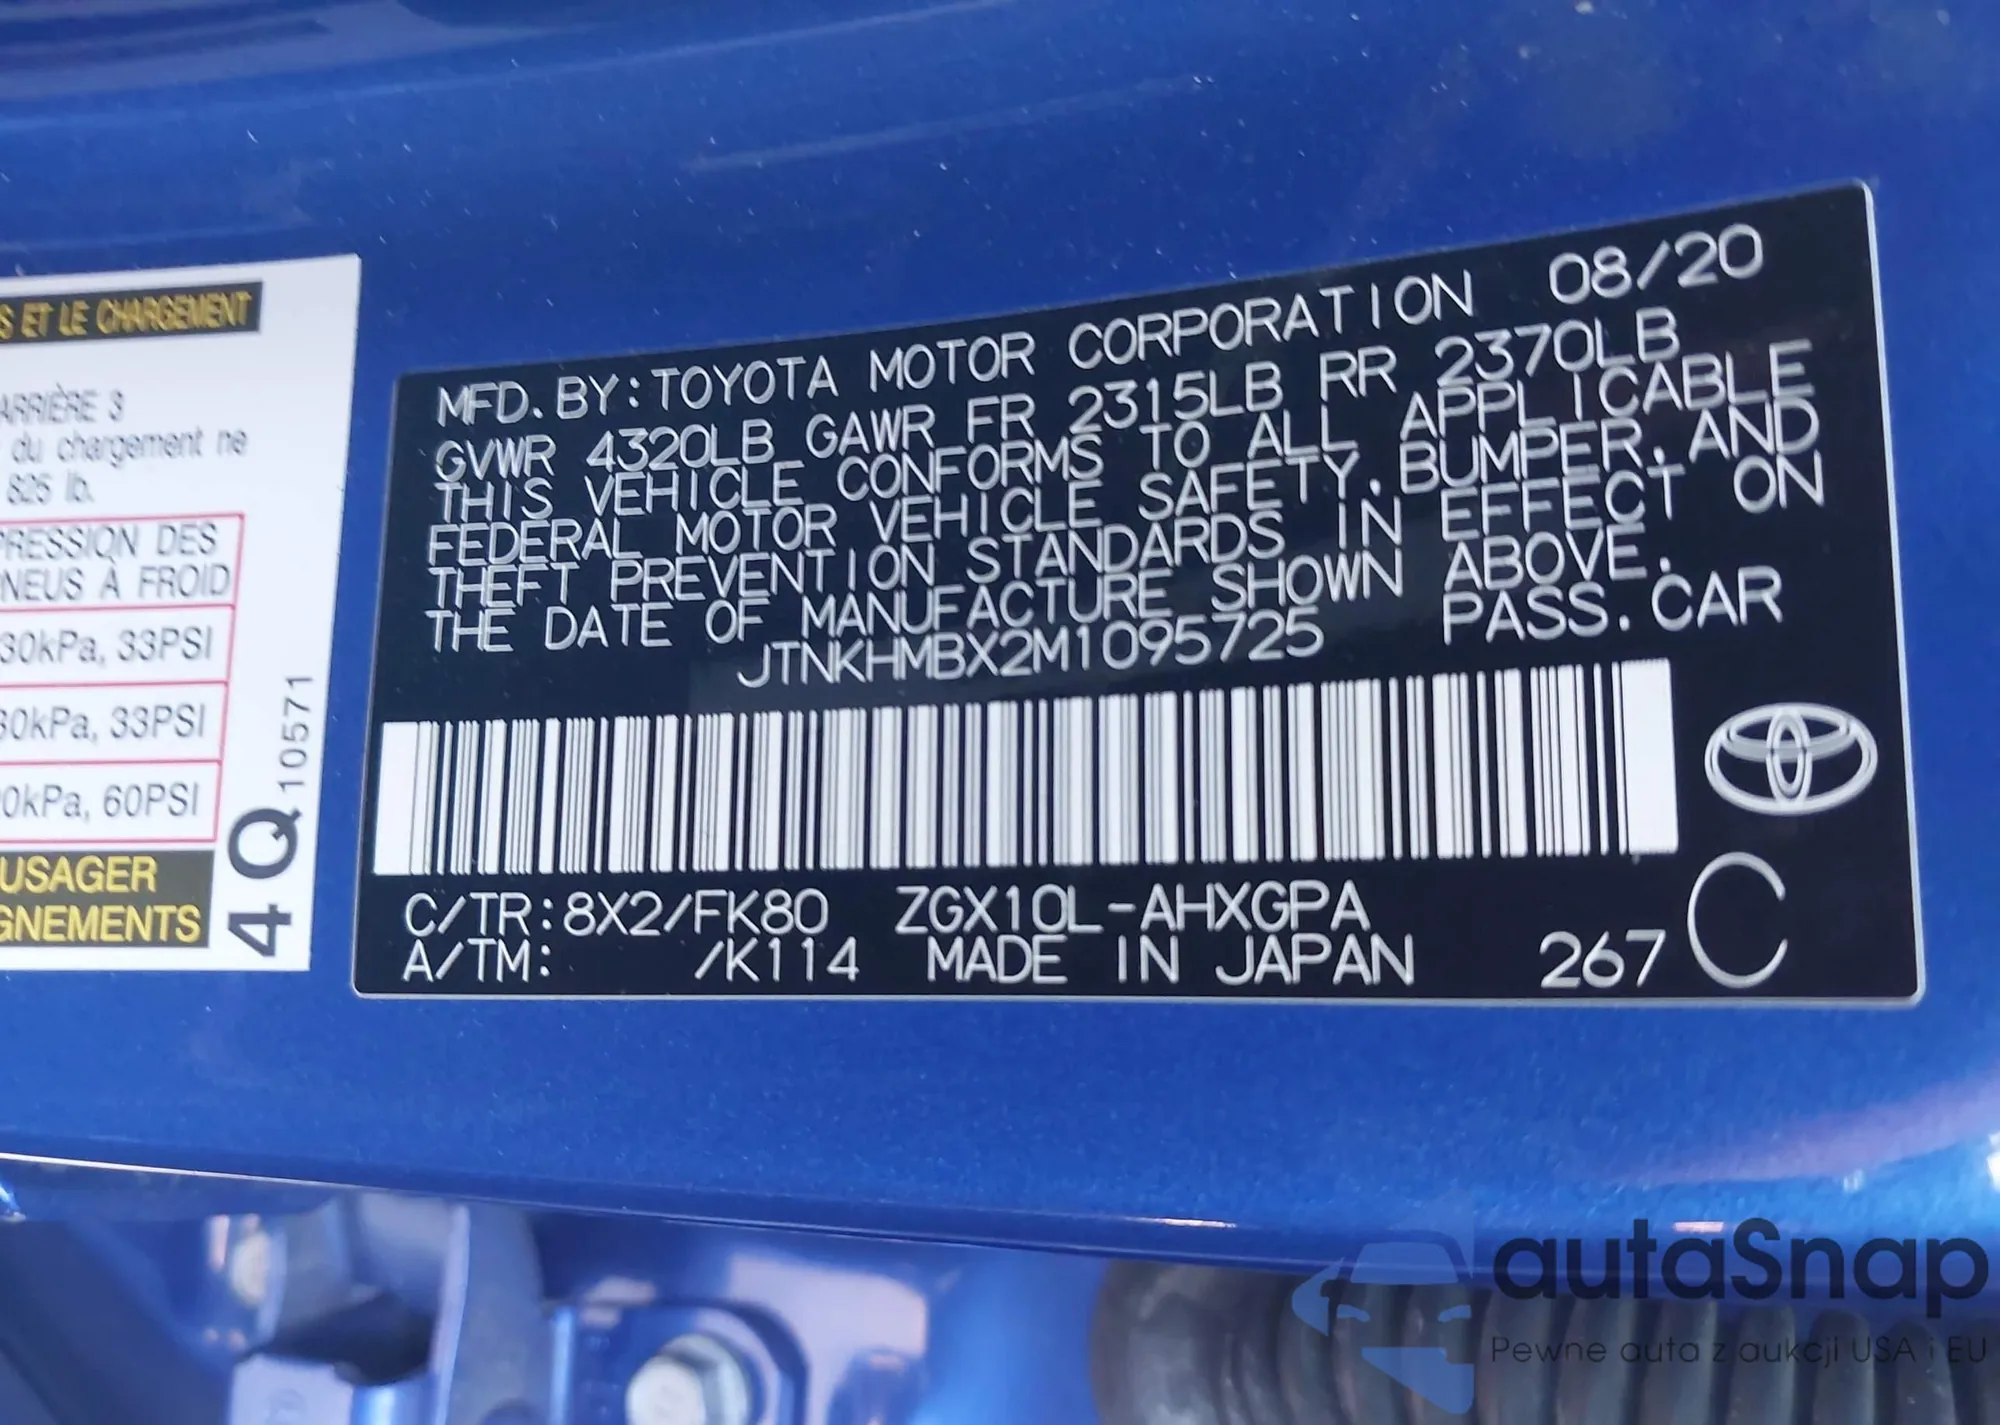 S ET LE CHARGEMENT
ARRIÈRE 3
du chargement ne
825 lb.
PRESSION DES
PNEUS À FROID
30kPa, 33PSI
30kPa, 33PSI
0kPa, 60PSI
USAGER
GNEMENTS
4Q10571
MFD. BY:TOYOTA MOTOR CORPORATION 08/20
GVWR 4320LB GAWR FR 2315LB RR 2370LB
THIS VEHICLE CONFORMS TO ALL APPLICABLE
FEDERAL MOTOR VEHICLE SAFETY, BUMPER, AND
THEFT PREVENTION STANDARDS IN EFFECT ON
THE DATE OF MANUFACTURE SHOWN ABOVE.
JTNKHMBX2M1095725 PASS. CAR
C/TR:8X2/FK80 ZGX10L-AHXGPA
A/TM: /K114 MADE IN JAPAN 267 C
autaSnap
Pewne auta z aukcji USA i EU